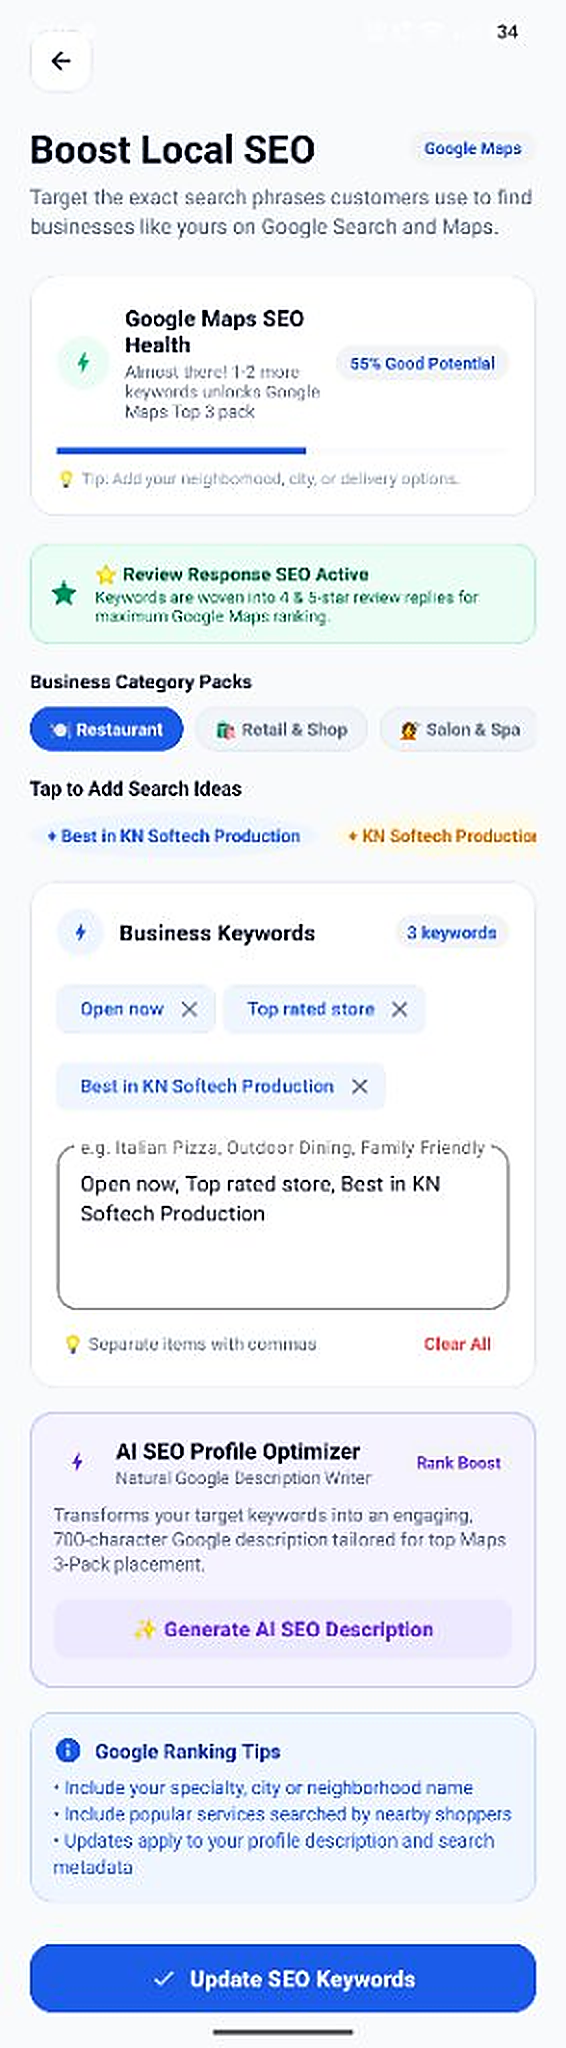 34
Boost Local SEO
Google Maps
Target the exact search phrases customers use to find
businesses like yours on Google Search and Maps.
Google Maps SEO
Health
Almost there! 1-2 more
keywords unlocks Google
Maps Top 3 pack
55% Good Potential
💡 Tip: Add your neighborhood, city, or delivery options.
⭐ Review Response SEO Active
Keywords are woven into 4 & 5-star review replies for
maximum Google Maps ranking.
Business Category Packs
🍽️ Restaurant
🛍️ Retail & Shop
💇 Salon & Spa
Tap to Add Search Ideas
+ Best in KN Softech Production
+ KN Softech Production
Business Keywords
3 keywords
Open now
Top rated store
Best in KN Softech Production
e.g. Italian Pizza, Outdoor Dining, Family Friendly
Open now, Top rated store, Best in KN
Softech Production
💡 Separate items with commas
Clear All
AI SEO Profile Optimizer
Natural Google Description Writer
Rank Boost
Transforms your target keywords into an engaging,
700-character Google description tailored for top Maps
3-Pack placement.
✨ Generate AI SEO Description
Google Ranking Tips
• Include your specialty, city or neighborhood name
• Include popular services searched by nearby shoppers
• Updates apply to your profile description and search
metadata
Update SEO Keywords